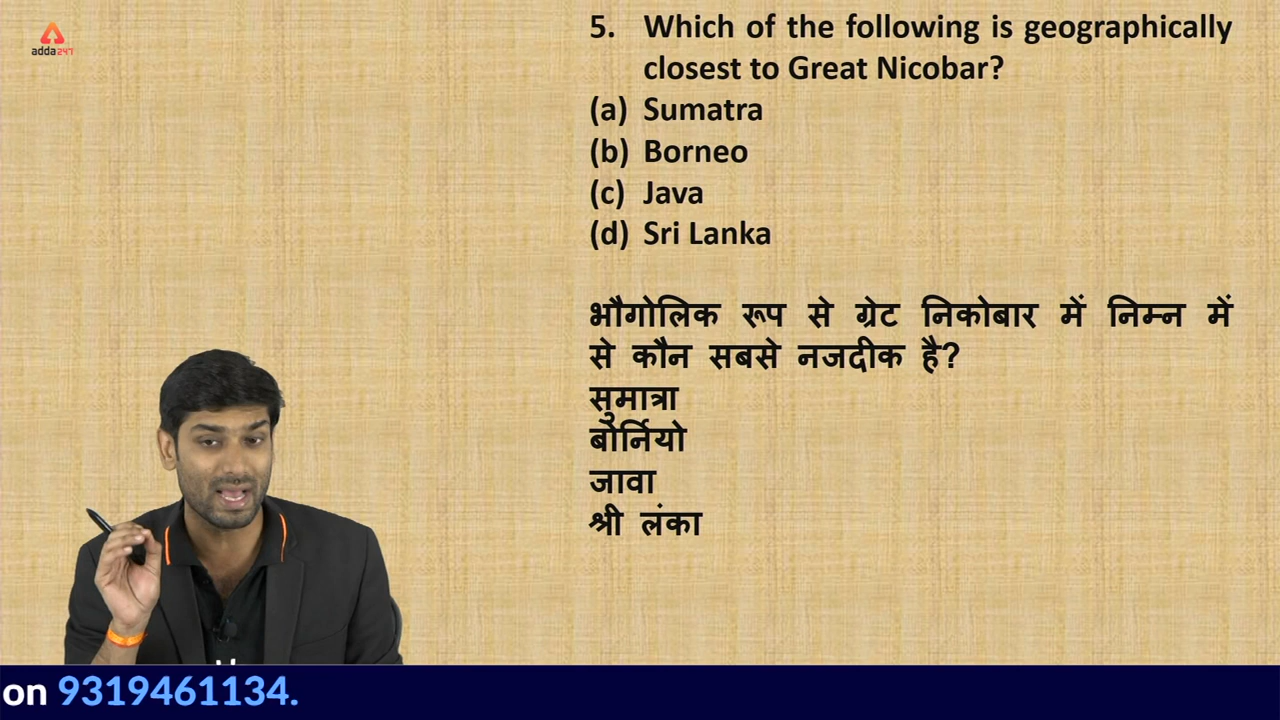 adda247
5. Which of the following is geographically
closest to Great Nicobar?
(a) Sumatra
(b) Borneo
(c) Java
(d) Sri Lanka
भौगोलिक रूप से ग्रेट निकोबार में निम्न में
से कौन सबसे नजदीक है?
सुमात्रा
बोर्नियो
जावा
श्री लंका
on 9319461134.